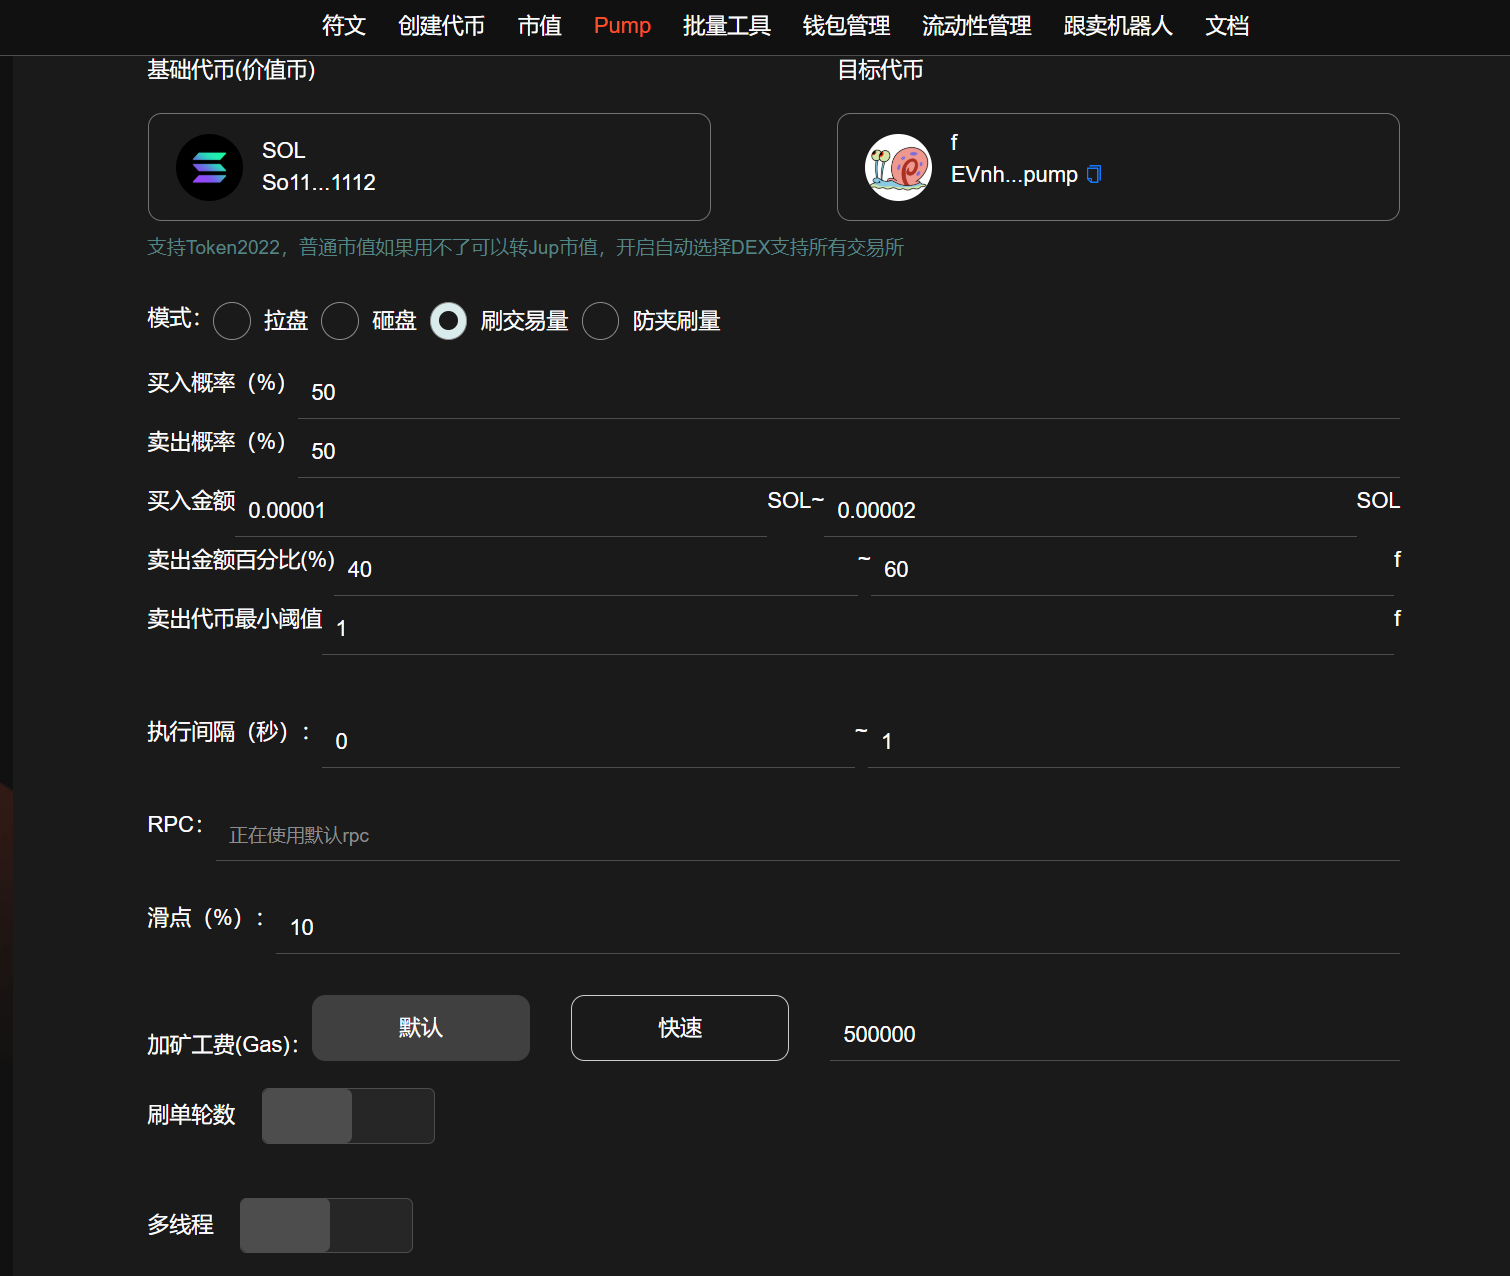 符文 创建代币 市值 Pump 批量工具 钱包管理 流动性管理 跟卖机器人 文档
基础代币(价值币) 目标代币
SOL
So11...1112
f
EVnh...pump
支持Token2022，普通市值如果用不了可以转Jup市值，开启自动选择DEX支持所有交易所
模式： 拉盘 砸盘 刷交易量 防夹刷量
买入概率（%） 50
卖出概率（%） 50
买入金额 0.00001 SOL~ 0.00002 SOL
卖出金额百分比(%) 40 ~ 60 f
卖出代币最小阈值 1 f
执行间隔（秒）： 0 ~ 1
RPC： 正在使用默认rpc
滑点（%）： 10
加矿工费(Gas)： 默认 快速 500000
刷单轮数
多线程